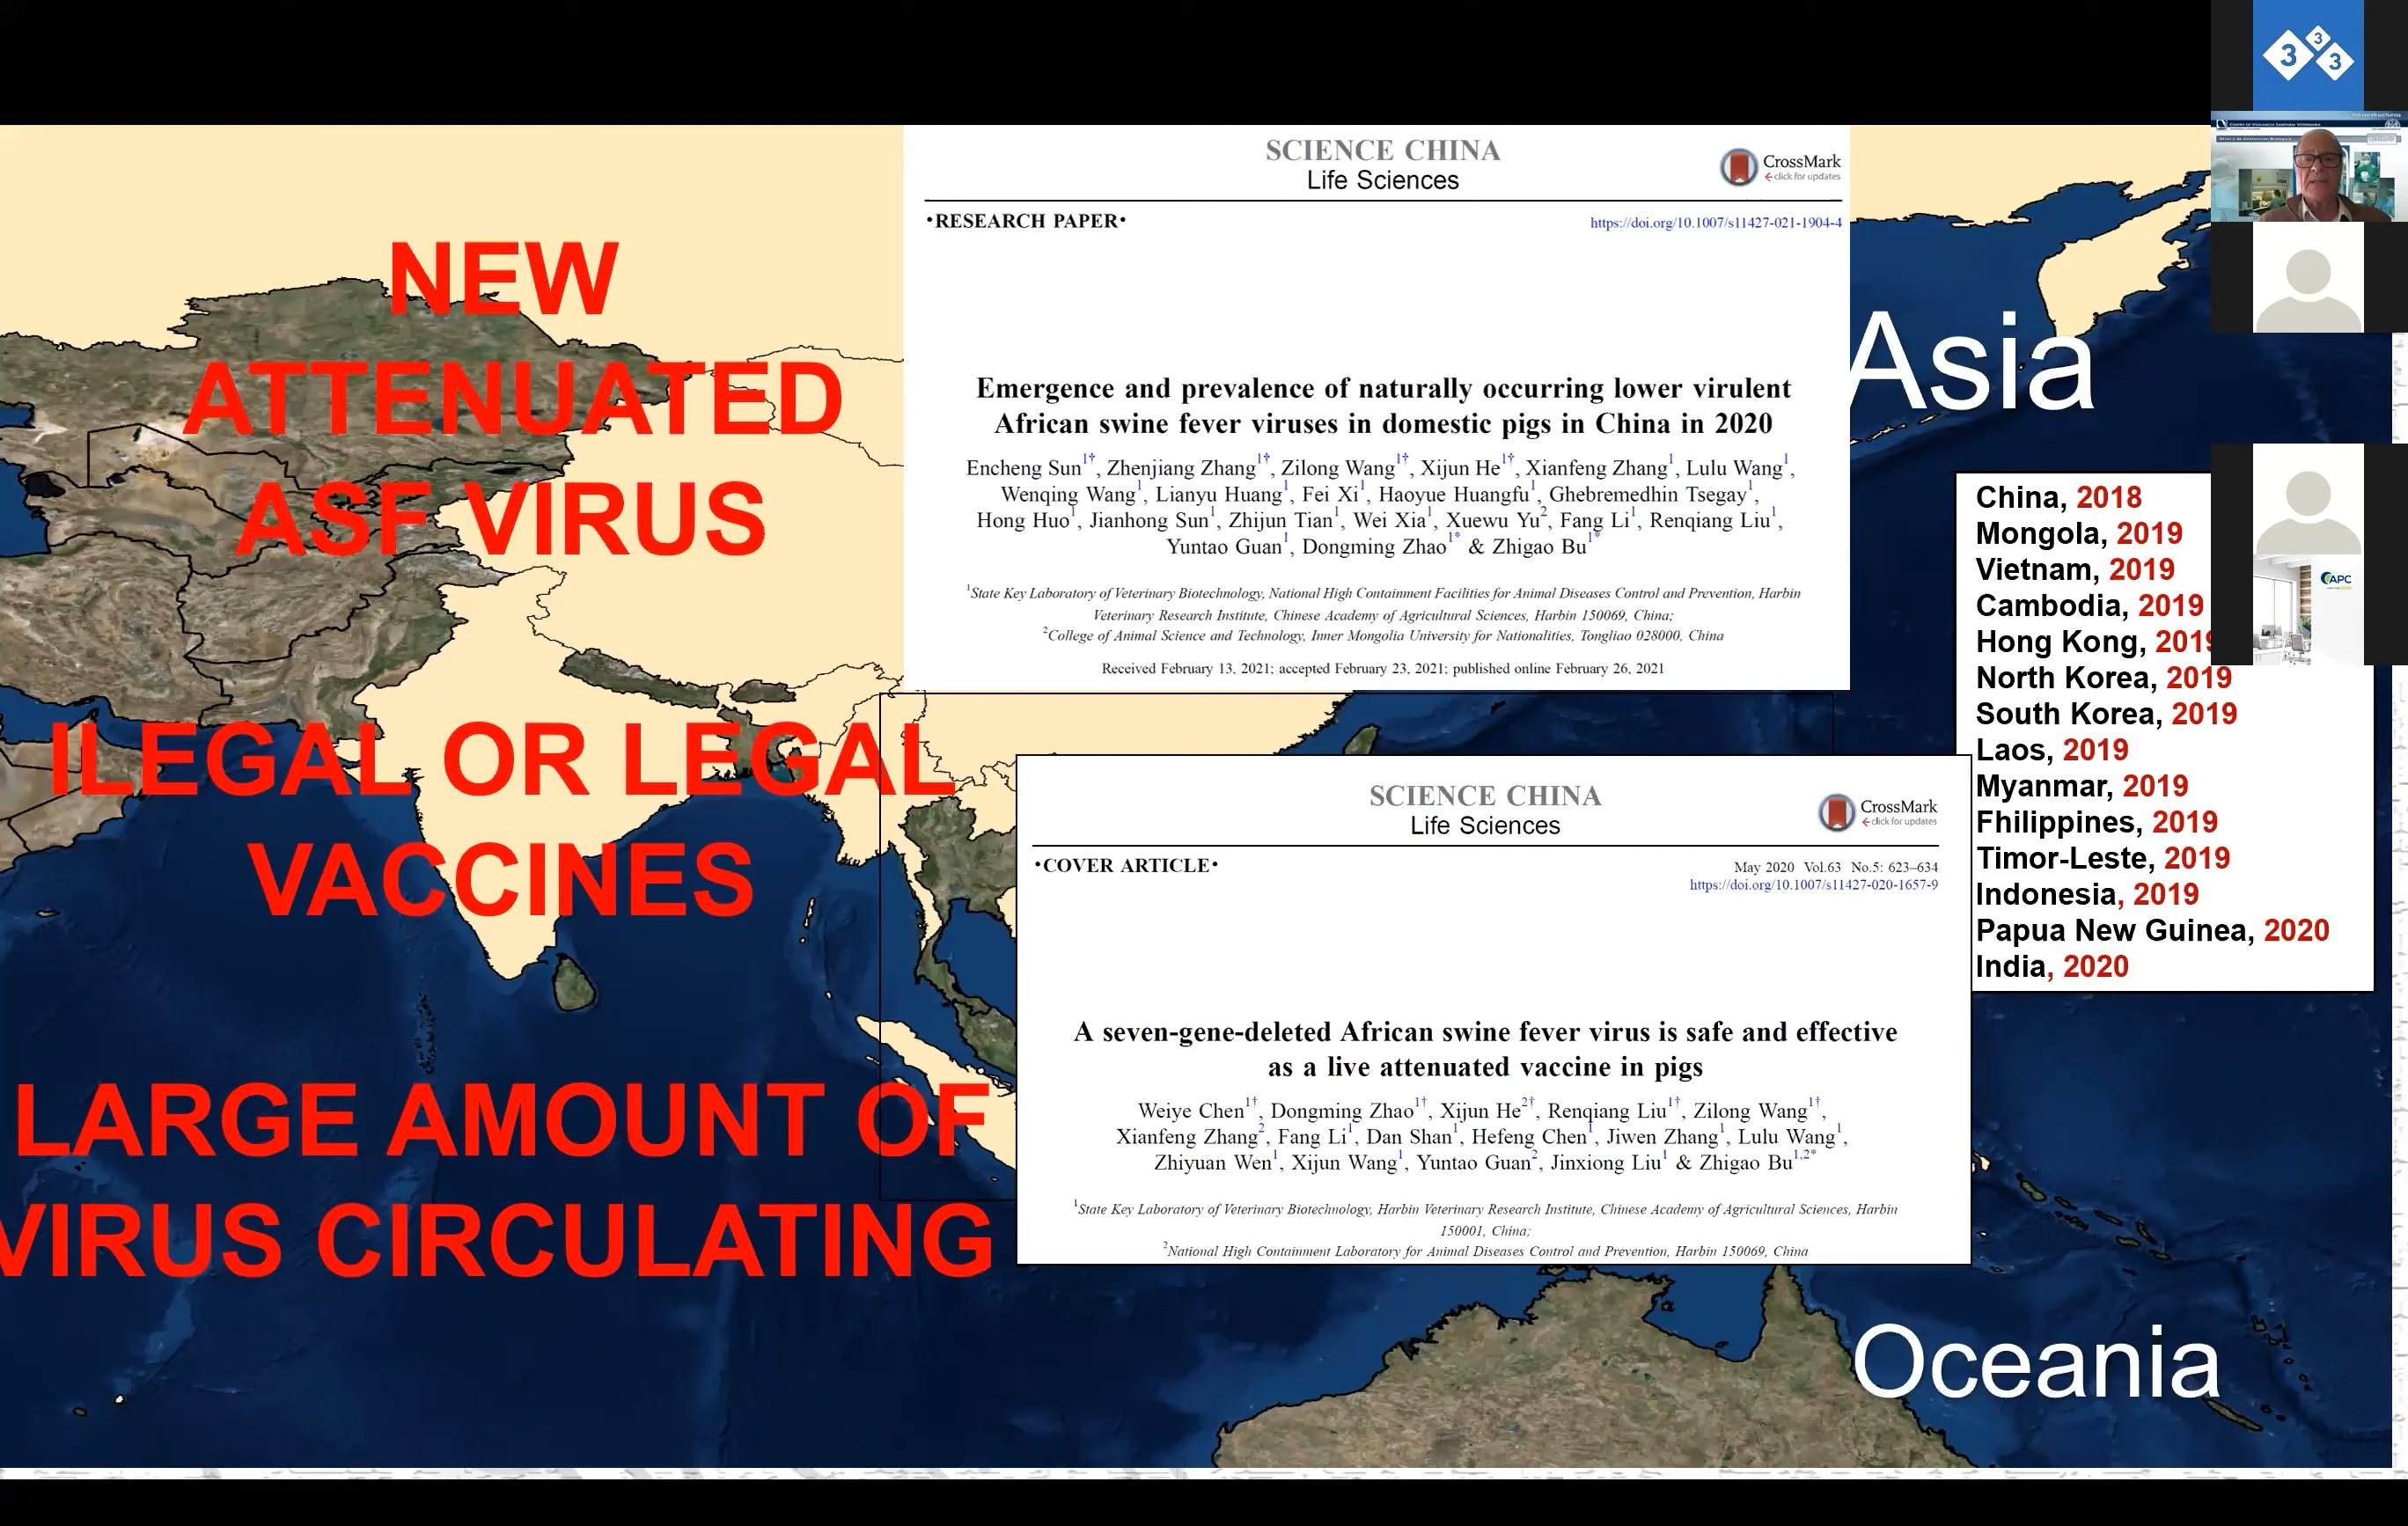 NEW
ATTENUATED
ASF VIRUS
ILEGAL OR LEGAL
VACCINES
LARGE AMOUNT OF
VIRUS CIRCULATING
SCIENCE CHINA
Life Sciences
CrossMark
click for updates
•RESEARCH PAPER•
https://doi.org/10.1007/s11427-021-1904-4
Emergence and prevalence of naturally occurring lower virulent
African swine fever viruses in domestic pigs in China in 2020
Encheng Sun1†, Zhenjiang Zhang1†, Zilong Wang1†, Xijun He1†, Xianfeng Zhang1, Lulu Wang1,
Wenqing Wang1, Lianyu Huang1, Fei Xi1, Haoyue Huangfu1, Ghebremedhin Tsegay1,
Hong Huo1, Jianhong Sun1, Zhijun Tian1, Wei Xia1, Xuewu Yu2, Fang Li1, Renqiang Liu1,
Yuntao Guan1, Dongming Zhao1* & Zhigao Bu1*
1State Key Laboratory of Veterinary Biotechnology, National High Containment Facilities for Animal Diseases Control and Prevention, Harbin
Veterinary Research Institute, Chinese Academy of Agricultural Sciences, Harbin 150069, China;
2College of Animal Science and Technology, Inner Mongolia University for Nationalities, Tongliao 028000, China
Received February 13, 2021; accepted February 23, 2021; published online February 26, 2021
SCIENCE CHINA
Life Sciences
CrossMark
click for updates
•COVER ARTICLE•
May 2020 Vol.63 No.5: 623–634
https://doi.org/10.1007/s11427-020-1657-9
A seven-gene-deleted African swine fever virus is safe and effective
as a live attenuated vaccine in pigs
Weiye Chen1†, Dongming Zhao1†, Xijun He2†, Renqiang Liu1†, Zilong Wang1†,
Xianfeng Zhang2, Fang Li1, Dan Shan1, Hefeng Chen1, Jiwen Zhang1, Lulu Wang1,
Zhiyuan Wen1, Xijun Wang1, Yuntao Guan2, Jinxiong Liu1 & Zhigao Bu1,2*
1State Key Laboratory of Veterinary Biotechnology, Harbin Veterinary Research Institute, Chinese Academy of Agricultural Sciences, Harbin
150001, China;
2National High Containment Laboratory for Animal Diseases Control and Prevention, Harbin 150069, China
Asia
China, 2018
Mongola, 2019
Vietnam, 2019
Cambodia, 2019
Hong Kong, 2019
North Korea, 2019
South Korea, 2019
Laos, 2019
Myanmar, 2019
Fhilippines, 2019
Timor-Leste, 2019
Indonesia, 2019
Papua New Guinea, 2020
India, 2020
Oceania
3 3 3
APC